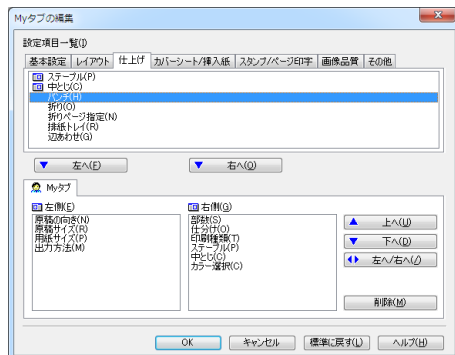 Myタブの編集
設定項目一覧(I)
基本設定 レイアウト 仕上げ カバーシート/挿入紙 スタンプ/ページ印字 画像品質 その他
ステープル(P)
中とじ(C)
パンチ(H)
折り(O)
折りページ指定(N)
排紙トレイ(R)
辺あわせ(G)
左へ(F) 右へ(Q)
Myタブ
左側(E) 右側(G)
原稿の向き(N)
原稿サイズ(R)
用紙サイズ(P)
出力方法(M)
部数(S)
仕分け(O)
印刷種類(T)
ステープル(P)
中とじ(C)
カラー選択(C)
上へ(U)
下へ(D)
左へ/右へ(/)
削除(M)
OK キャンセル 標準に戻す(L) ヘルプ(H)